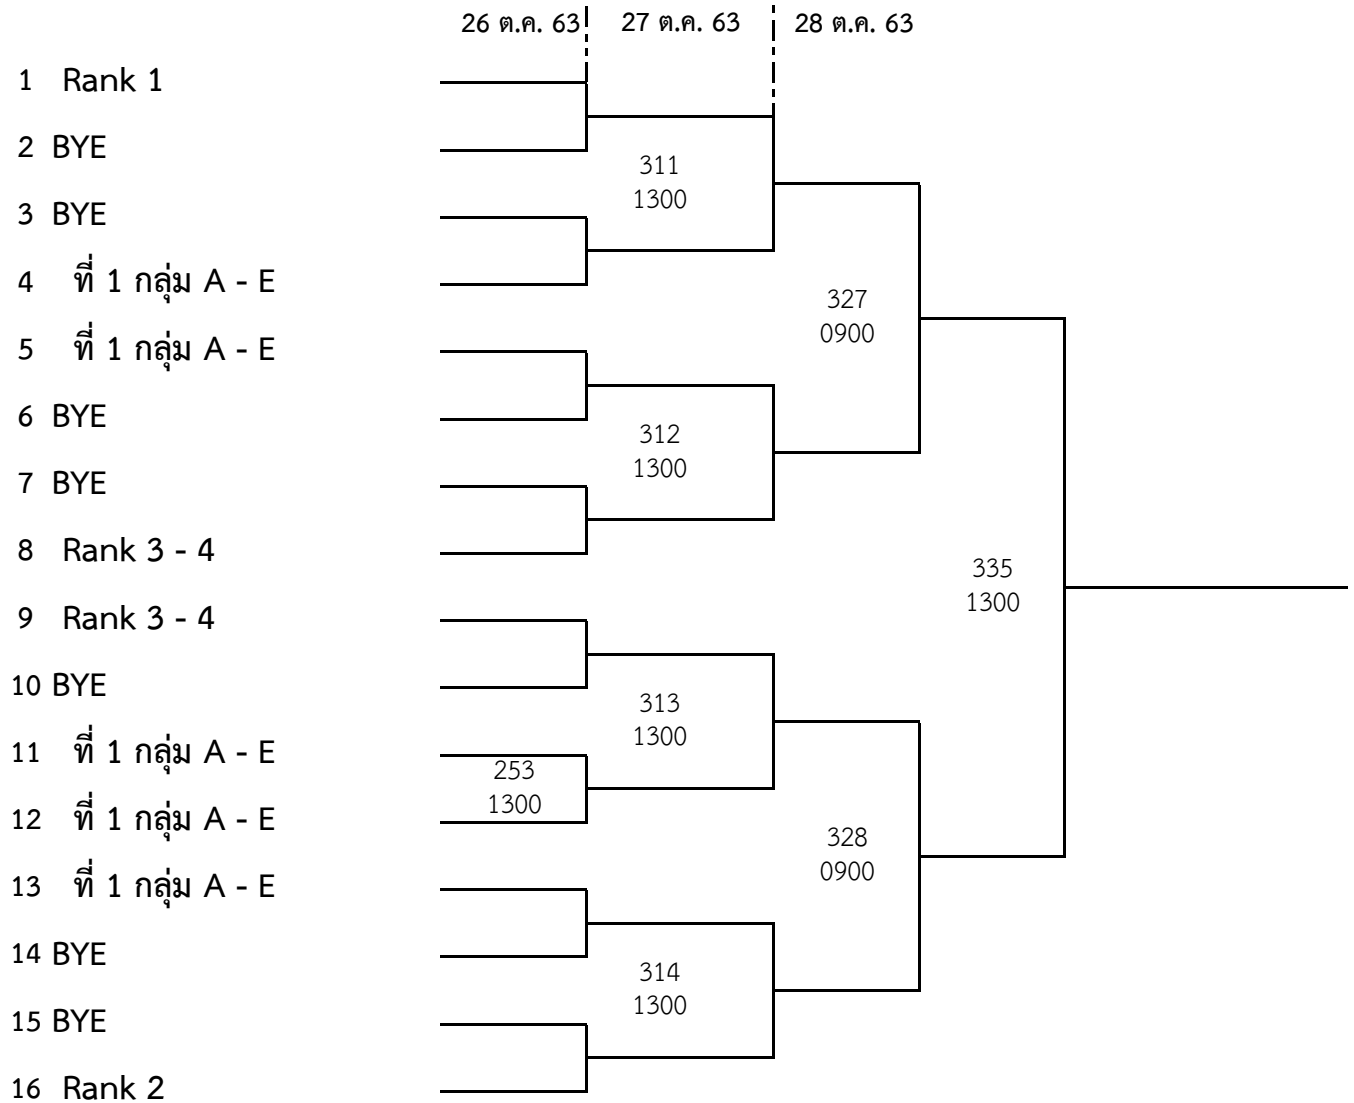 26 ต.ค. 63 27 ต.ค. 63 28 ต.ค. 63
1 Rank 1
2 BYE
311
1300
3 BYE
4 ที่ 1 กลุ่ม A - E
327
0900
5 ที่ 1 กลุ่ม A - E
6 BYE
312
1300
7 BYE
8 Rank 3 - 4
335
1300
9 Rank 3 - 4
10 BYE
313
1300
11 ที่ 1 กลุ่ม A - E
253
1300
12 ที่ 1 กลุ่ม A - E
328
0900
13 ที่ 1 กลุ่ม A - E
14 BYE
314
1300
15 BYE
16 Rank 2